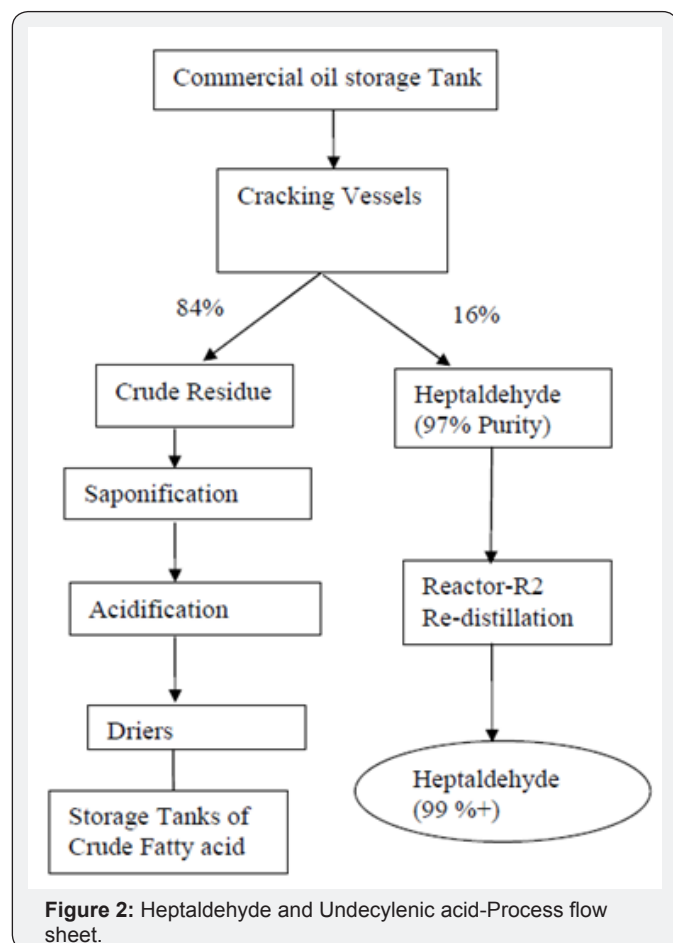 Commercial oil storage Tank
Cracking Vessels
84%
16%
Crude Residue
Heptaldehyde
(97% Purity)
Saponification
Acidification
Reactor-R2
Re-distillation
Driers
Heptaldehyde
(99 %+)
Storage Tanks of
Crude Fatty acid
Figure 2: Heptaldehyde and Undecylenic acid-Process flow
sheet.